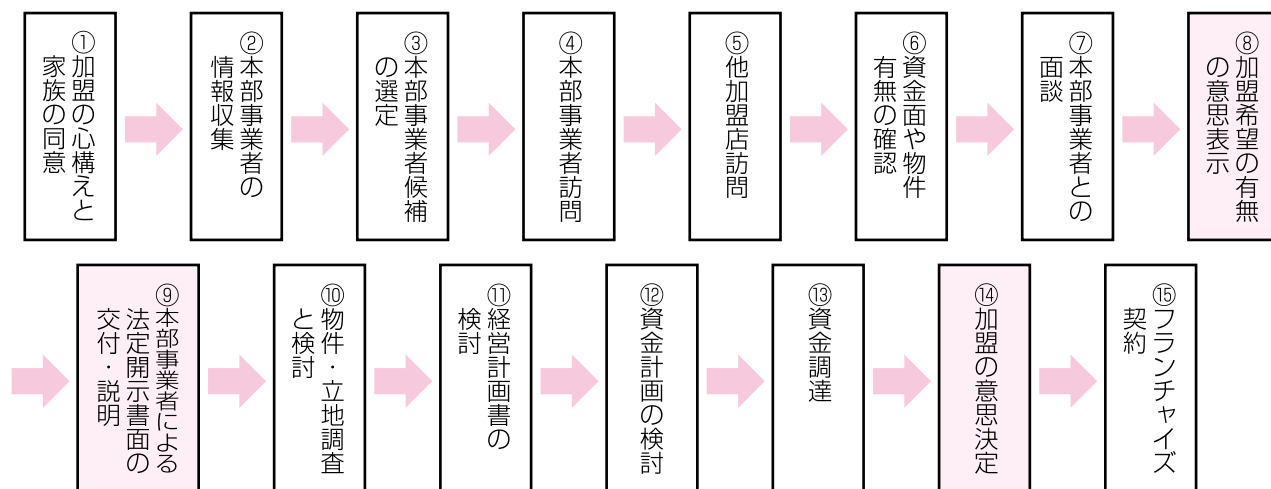 ①加盟の心構えと
家族の同意
②本部事業者の
情報収集
③本部事業者候補
の選定
④本部事業者訪問
⑤他加盟店訪問
⑥資金面や物件
有無の確認
⑦本部事業者との
面談
⑧加盟希望の有無
の意思表示
⑨本部事業者による
法定開示書面の
交付・説明
⑩物件・立地調査
と検討
⑪経営計画書の
検討
⑫資金計画の検討
⑬資金調達
⑭加盟の意思決定
⑮フランチャイズ
契約